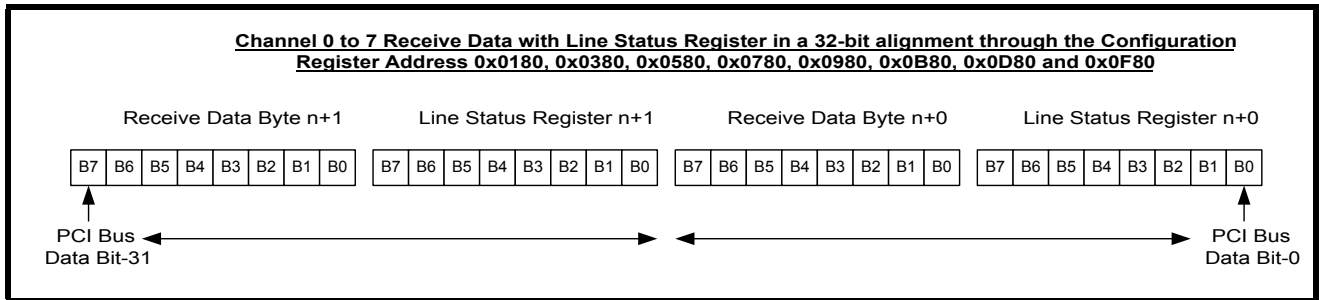 Channel 0 to 7 Receive Data with Line Status Register in a 32-bit alignment through the Configuration
Register Address 0x0180, 0x0380, 0x0580, 0x0780, 0x0980, 0x0B80, 0x0D80 and 0x0F80
Receive Data Byte n+1 Line Status Register n+1 Receive Data Byte n+0 Line Status Register n+0
B7 B6 B5 B4 B3 B2 B1 B0 B7 B6 B5 B4 B3 B2 B1 B0 B7 B6 B5 B4 B3 B2 B1 B0 B7 B6 B5 B4 B3 B2 B1 B0
PCI Bus
Data Bit-31
PCI Bus
Data Bit-0